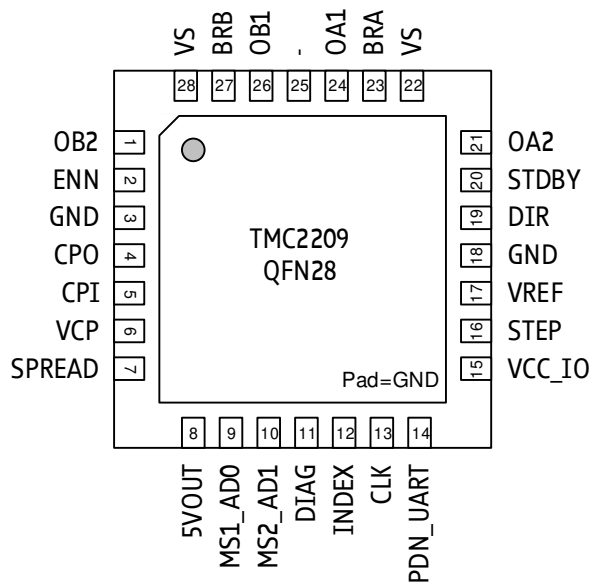 VS
BRB
OB1
-
OA1
BRA
VS
28
27
26
25
24
23
22
OB2
ENN
GND
CPO
CPI
VCP
SPREAD
1
2
3
4
5
6
7
TMC2209
QFN28
Pad=GND
21
20
19
18
17
16
15
OA2
STDBY
DIR
GND
VREF
STEP
VCC_IO
8
9
10
11
12
13
14
5VOUT
MS1_AD0
MS2_AD1
DIAG
INDEX
CLK
PDN_UART